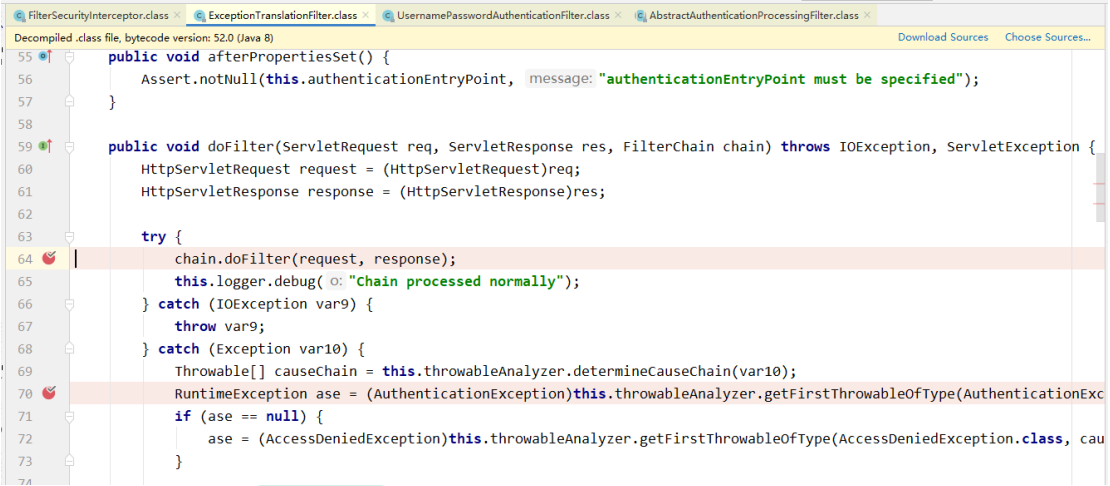 FilterSecurityInterceptor.class × ExceptionTranslationFilter.class × UsernamePasswordAuthenticationFilter.class × AbstractAuthenticationProcessingFilter.class ×
Decompiled .class file, bytecode version: 52.0 (Java 8) Download Sources Choose Sources...
55 public void afterPropertiesSet() {
56 Assert.notNull(this.authenticationEntryPoint, message: "authenticationEntryPoint must be specified");
57 }
58
59 public void doFilter(ServletRequest req, ServletResponse res, FilterChain chain) throws IOException, ServletException {
60 HttpServletRequest request = (HttpServletRequest)req;
61 HttpServletResponse response = (HttpServletResponse)res;
62
63 try {
64 chain.doFilter(request, response);
65 this.logger.debug( o: "Chain processed normally");
66 } catch (IOException var9) {
67 throw var9;
68 } catch (Exception var10) {
69 Throwable[] causeChain = this.throwableAnalyzer.determineCauseChain(var10);
70 RuntimeException ase = (AuthenticationException)this.throwableAnalyzer.getFirstThrowableOfType(AuthenticationExc
71 if (ase == null) {
72 ase = (AccessDeniedException)this.throwableAnalyzer.getFirstThrowableOfType(AccessDeniedException.class, cau
73 }
74